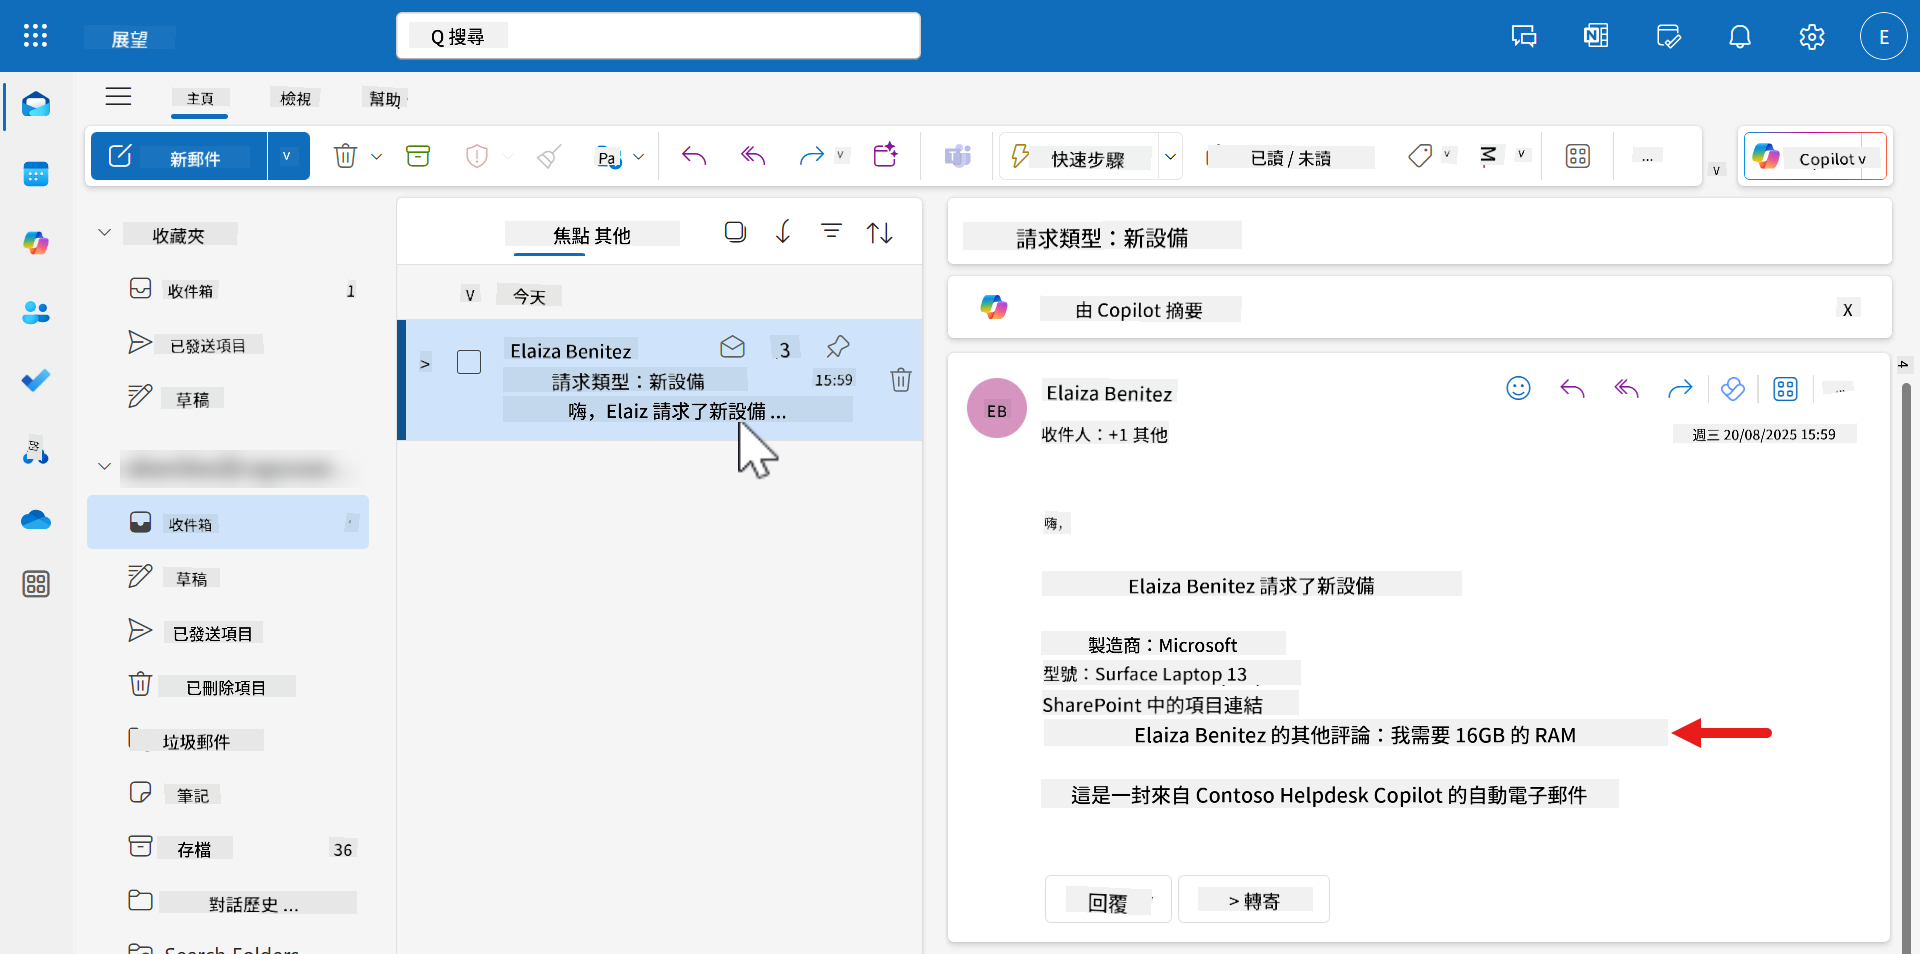 展望
Q 搜尋
E
主頁
檢視
幫助
新郵件
快速步驟
已讀 / 未讀
...
Copilot
收藏夾
收件箱
1
已發送項目
草稿
收件箱
草稿
已發送項目
已刪除項目
垃圾郵件
筆記
存檔
36
對話歷史 ...
Search Folders
焦點 其他
今天
Elaiza Benitez
3
請求類型：新設備
15:59
嗨，Elaiz 請求了新設備 ...
請求類型：新設備
由 Copilot 摘要
X
EB
Elaiza Benitez
收件人：+1 其他
週三 20/08/2025 15:59
嗨，
Elaiza Benitez 請求了新設備
製造商：Microsoft
型號：Surface Laptop 13
SharePoint 中的項目連結
Elaiza Benitez 的其他評論：我需要 16GB 的 RAM
這是一封來自 Contoso Helpdesk Copilot 的自動電子郵件
回覆
> 轉寄